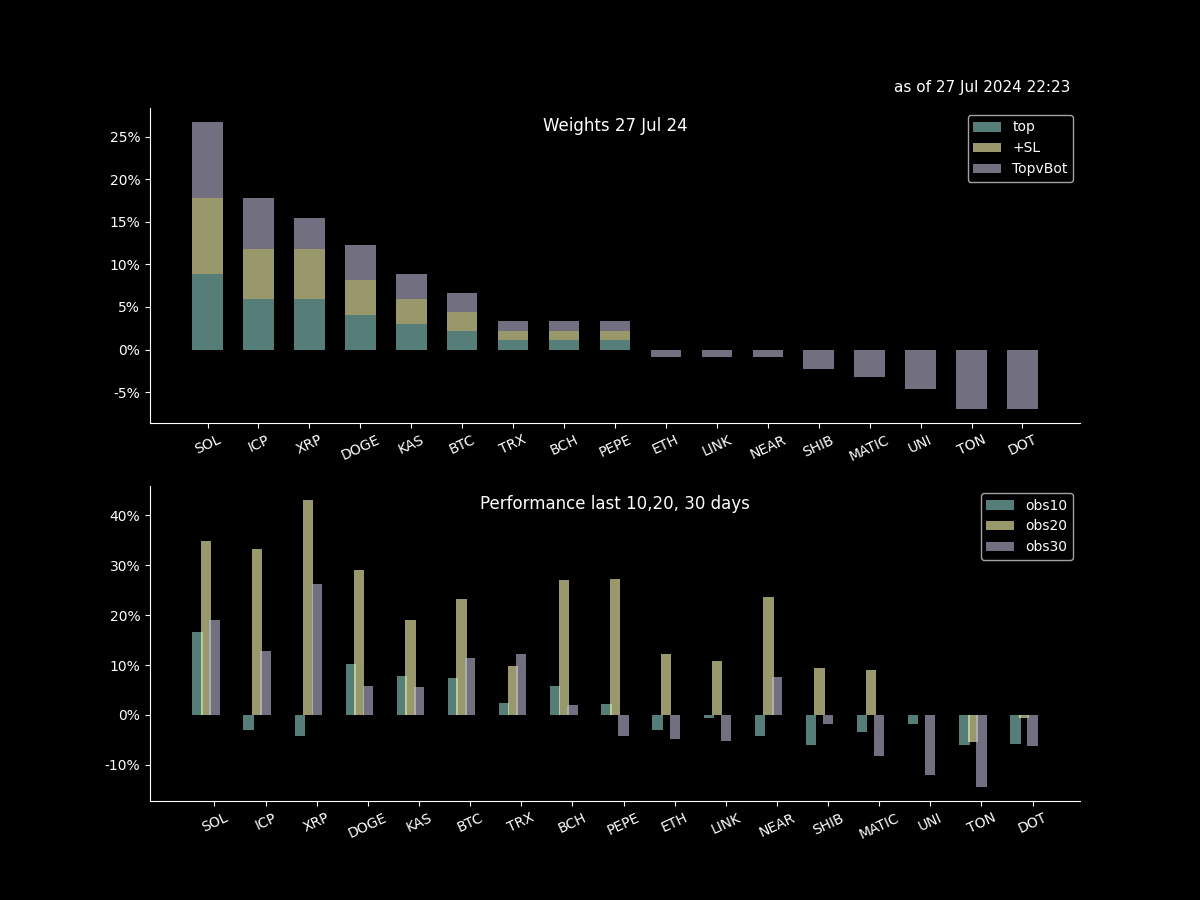 as of 27 Jul 2024 22:23
Weights 27 Jul 24
top
+SL
TopvBot
25%
20%
15%
10%
5%
0%
-5%
SOL ICP XRP DOGE KAS BTC TRX BCH PEPE ETH LINK NEAR SHIB MATIC UNI TON DOT
Performance last 10,20, 30 days
obs10
obs20
obs30
40%
30%
20%
10%
0%
-10%
SOL ICP XRP DOGE KAS BTC TRX BCH PEPE ETH LINK NEAR SHIB MATIC UNI TON DOT